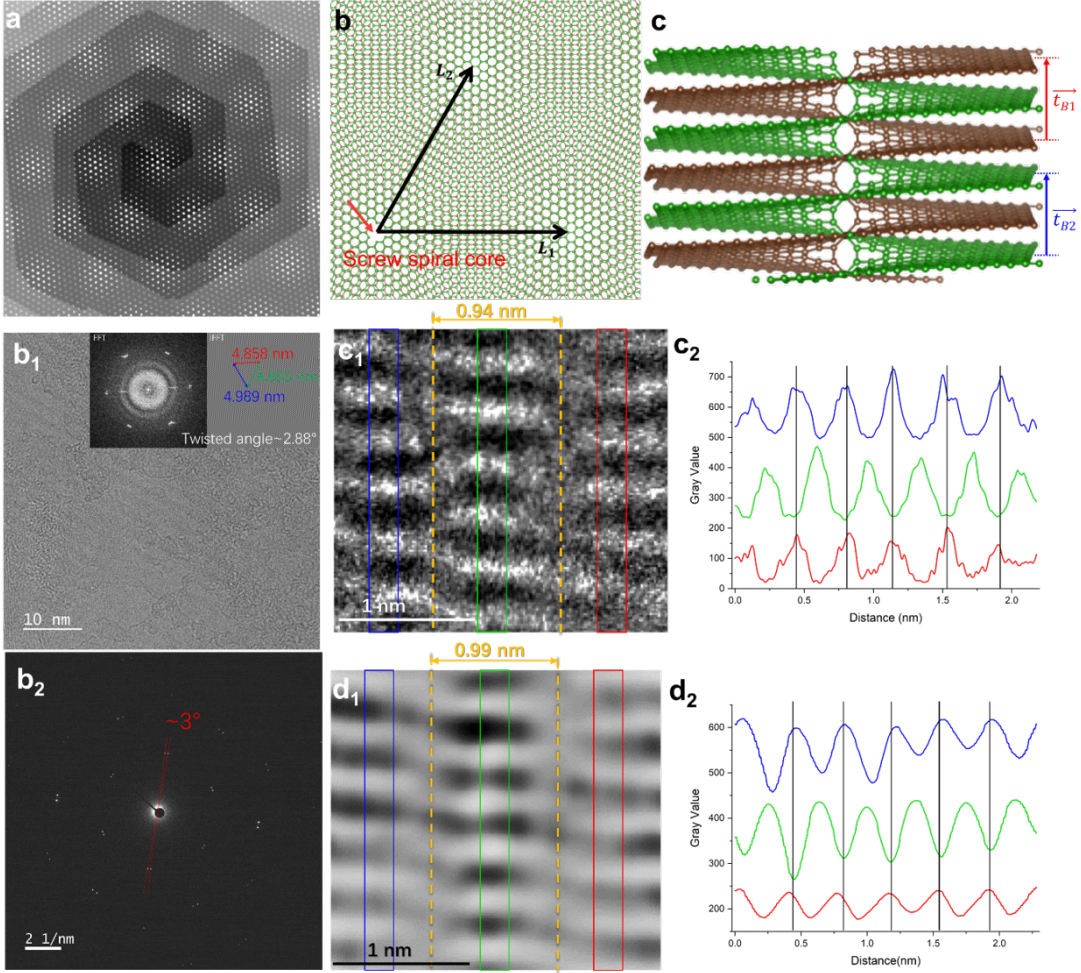 a
b
L₂
L₁
Screw spiral core
c
t_B1
t_B2
b₁
FFT
IFFT
4.858 nm
4.989 nm
Twisted angle~2.88°
10 nm
c₁
0.94 nm
1 nm
c₂
700
600
500
400
300
200
100
0
Gray Value
0.0 0.5 1.0 1.5 2.0
Distance (nm)
b₂
~3°
2 1/nm
d₁
0.99 nm
1 nm
d₂
600
500
400
300
200
Gray Value
0.0 0.5 1.0 1.5 2.0
Distance(nm)